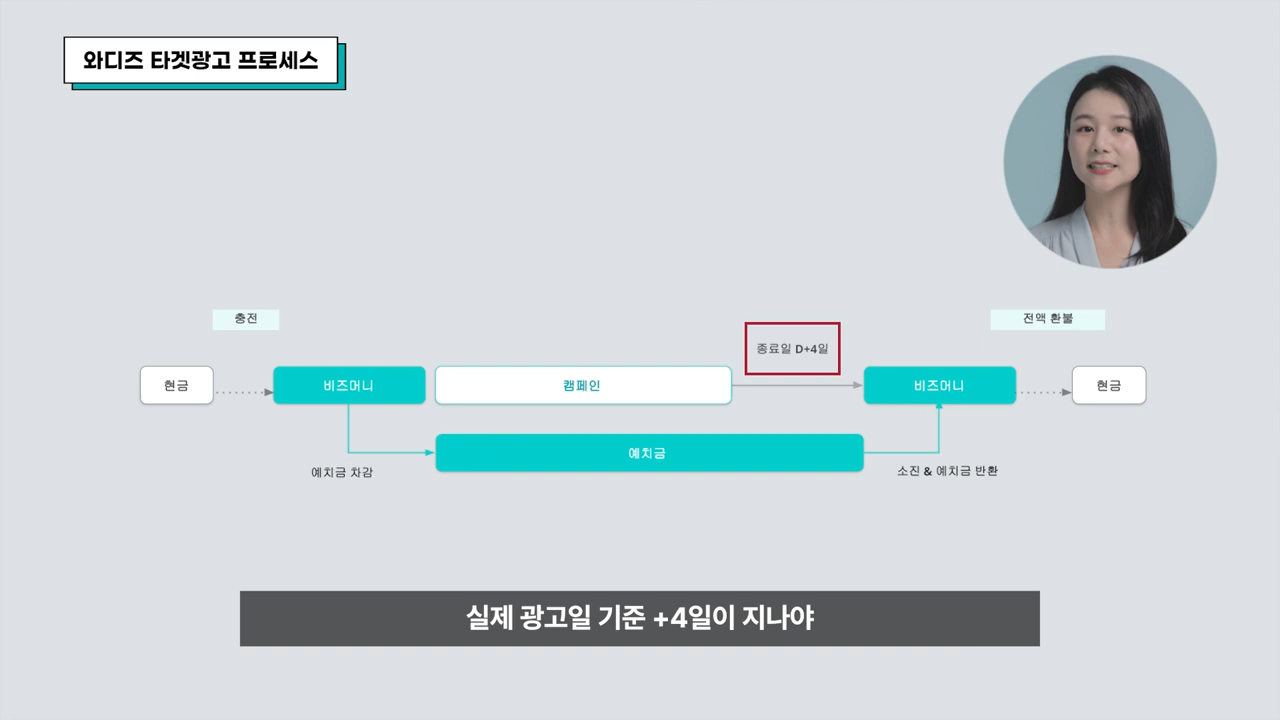 와디즈 타겟광고 프로세스
충전
전액 환불
종료일 D+4일
현금
비즈머니
캠페인
비즈머니
현금
예치금
예치금 차감
소진 & 예치금 반환
실제 광고일 기준 +4일이 지나야